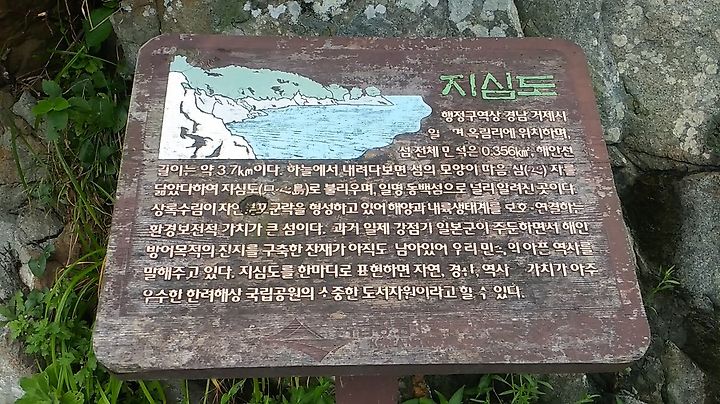 지심도
행정구역상 경남 거제시
일 면 옥림리에 위치하며,
섬 전체 면적은 0.356㎢, 해안선
길이는 약 3.7㎞이다. 하늘에서 내려다보면 섬의 모양이 마음 심(心) 자를
닮았다하여 지심도(只心島)로 불리우며, 일명 동백섬으로 널리 알려진 곳이다.
상록수림이 자연 군락을 형성하고 있어 해양과 내륙생태계를 보호·연결하는
환경보전적 가치가 큰 섬이다. 과거 일제 강점기 일본군이 주둔하면서 해안
방어목적의 진지를 구축한 잔재가 아직도 남아있어 우리 민 의 아픈 역사를
말해주고 있다. 지심도를 한마디로 표현하면 자연, 경 , 역사 가치가 아주
우수한 한려해상 국립공원의 소중한 도서자원이라고 할 수 있다.